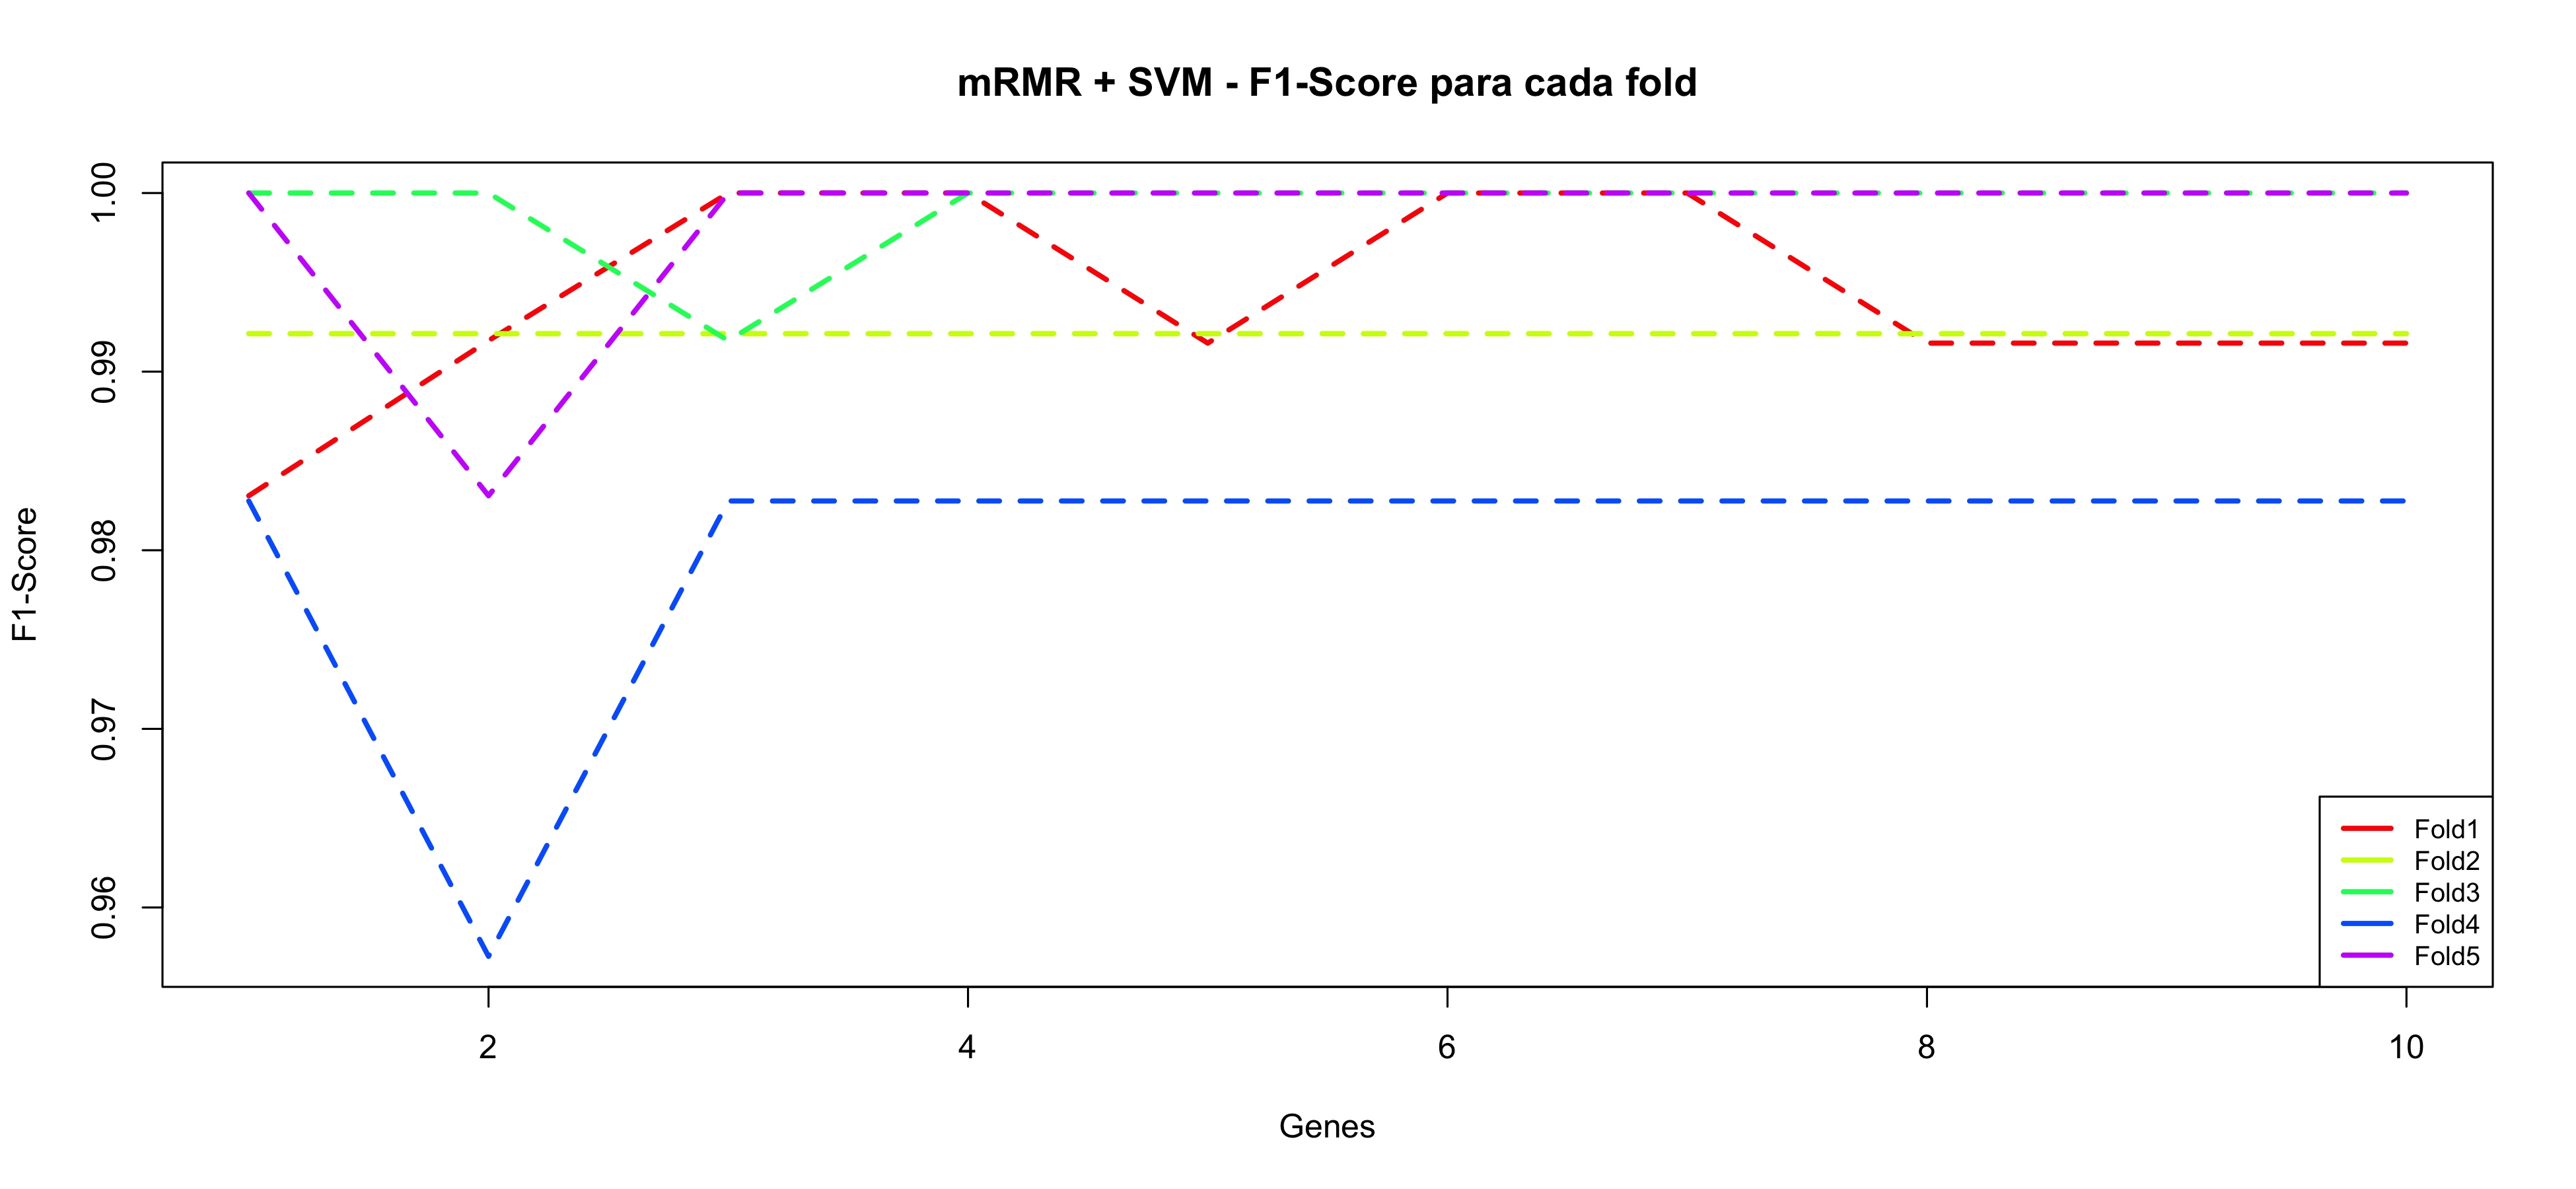 mRMR + SVM - F1-Score para cada fold
F1-Score
1.00
0.99
0.98
0.97
0.96
2
4
6
8
10
Genes
Fold1
Fold2
Fold3
Fold4
Fold5